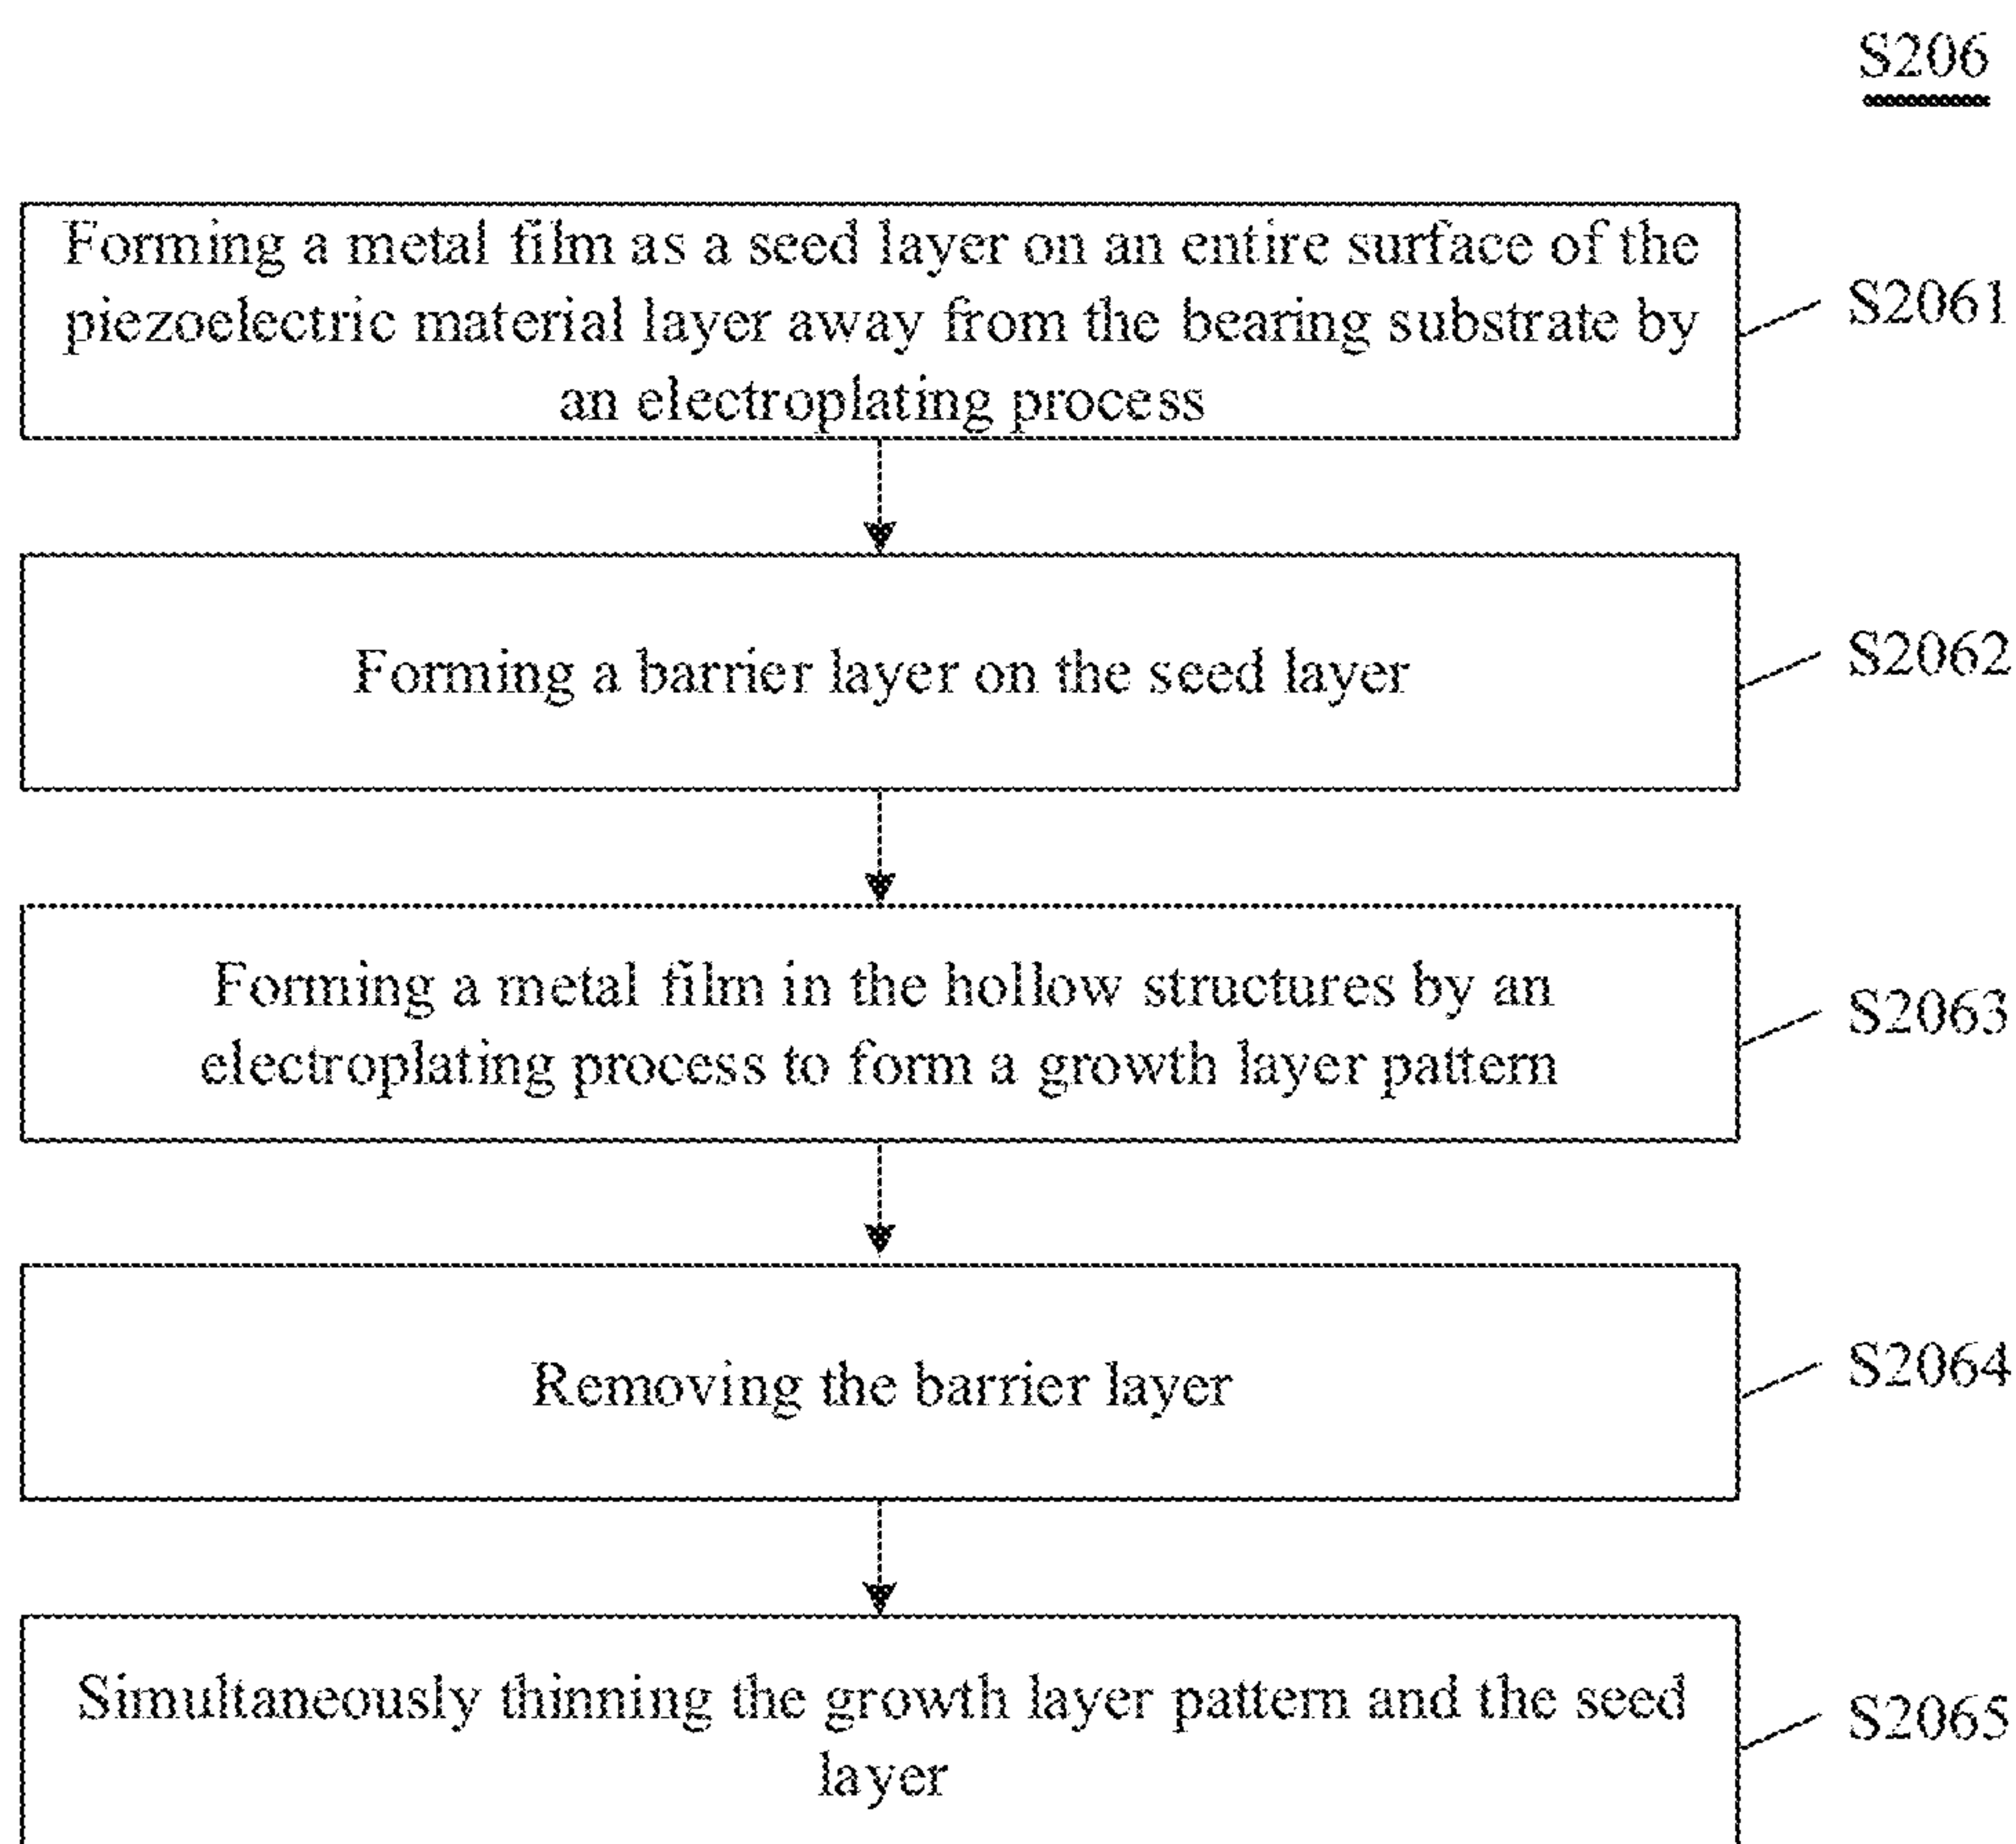 S206
Forming a metal film as a seed layer on an entire surface of the
piezoelectric material layer away from the bearing substrate by
an electroplating process
S2061
Forming a barrier layer on the seed layer
S2062
Forming a metal film in the hollow structures by an
electroplating process to form a growth layer pattern
S2063
Removing the barrier layer
S2064
Simultaneously thinning the growth layer pattern and the seed
layer
S2065